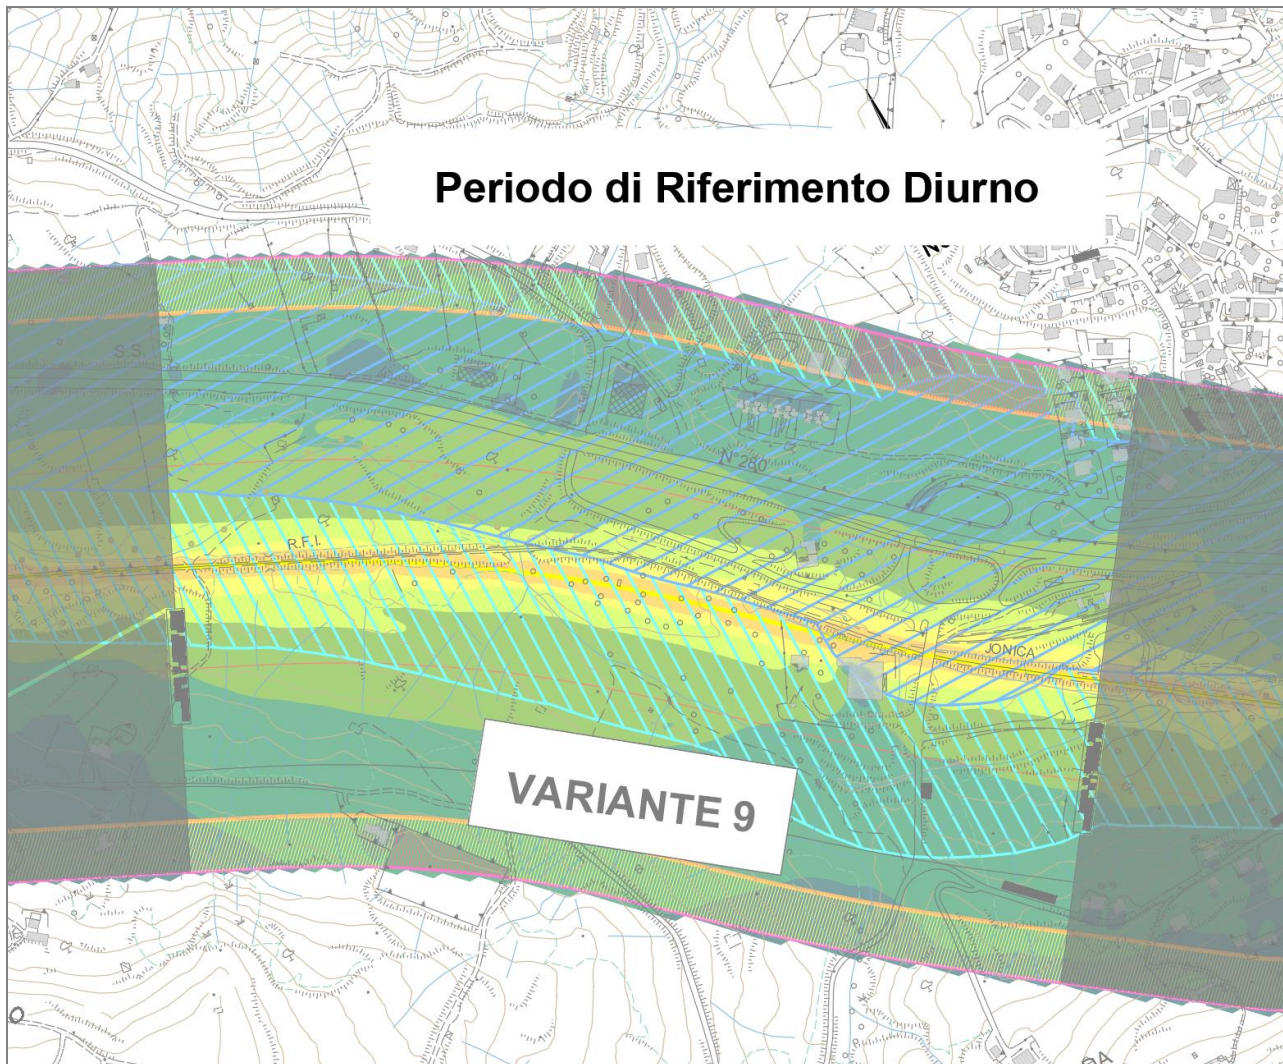 Periodo di Riferimento Diurno
S.S.
N°280
R.F.I.
JONICA
VARIANTE 9